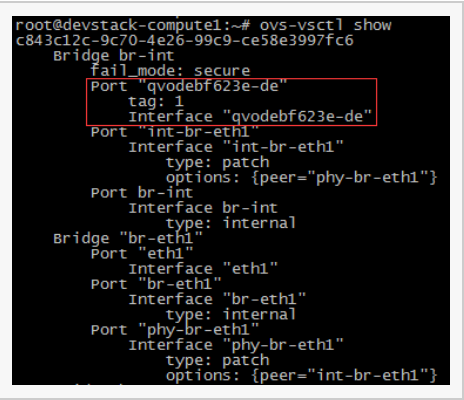 root@devstack-compute1:~# ovs-vsctl show
c843c12c-9c70-4e26-99c9-ce58e3997fc6
    Bridge br-int
        fail_mode: secure
        Port "qvodebf623e-de"
            tag: 1
            Interface "qvodebf623e-de"
        Port "int-br-eth1"
            Interface "int-br-eth1"
                type: patch
                options: {peer="phy-br-eth1"}
        Port br-int
            Interface br-int
                type: internal
    Bridge "br-eth1"
        Port "eth1"
            Interface "eth1"
        Port "br-eth1"
            Interface "br-eth1"
                type: internal
        Port "phy-br-eth1"
            Interface "phy-br-eth1"
                type: patch
                options: {peer="int-br-eth1"}